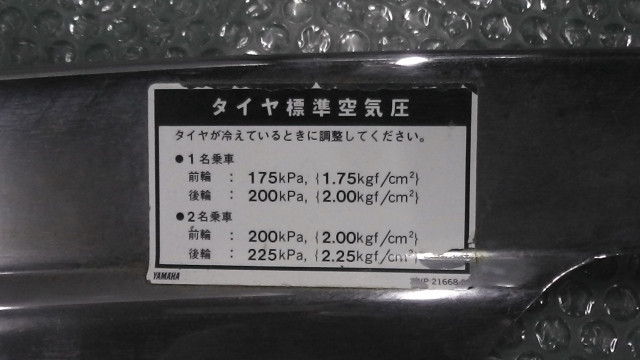 タイヤ標準空気圧
タイヤが冷えているときに調整してください。
●1名乗車
前輪 : 175kPa, {1.75kgf/cm²}
後輪 : 200kPa, {2.00kgf/cm²}
●2名乗車
前輪 : 200kPa, {2.00kgf/cm²}
後輪 : 225kPa, {2.25kgf/cm²}
YAMAHA
21668